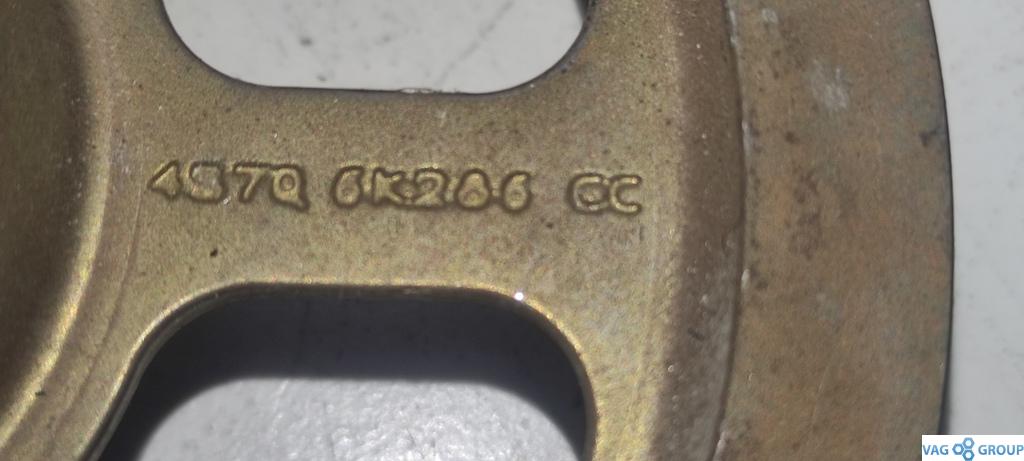 4S7Q 6K286 CC
VAG GROUP